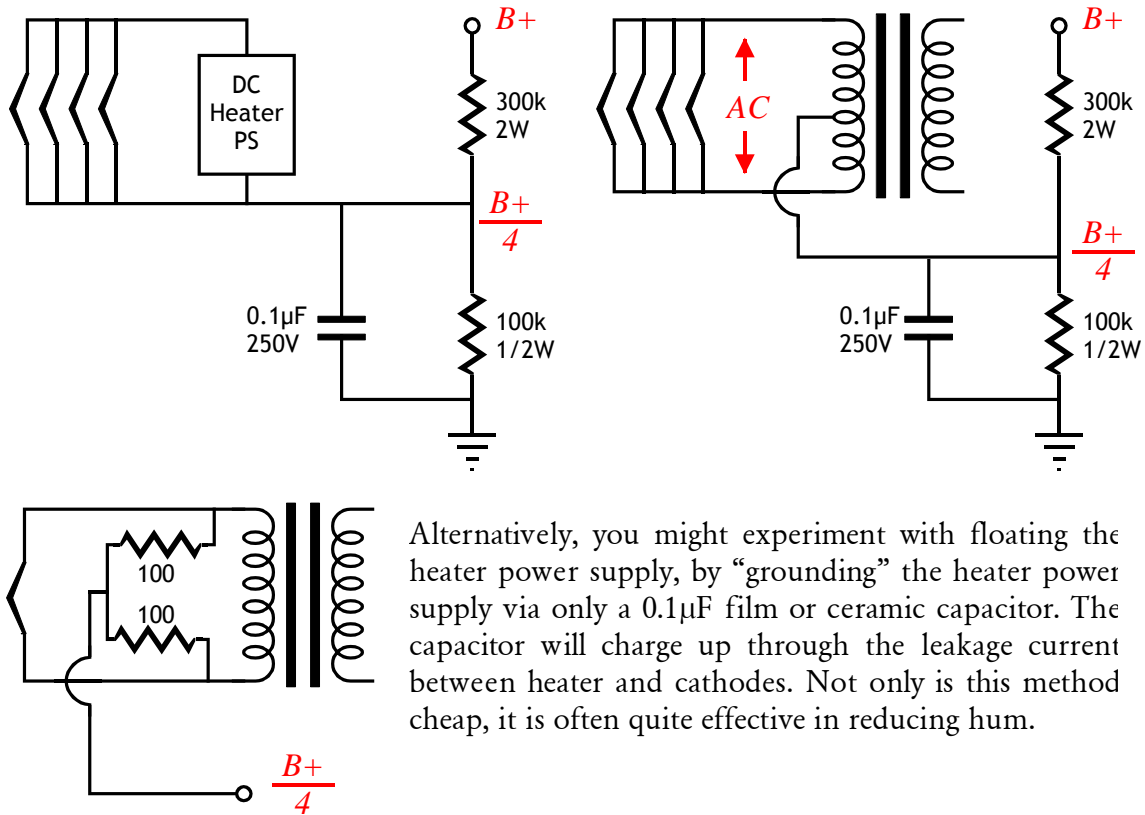 B+
DC
Heater
PS
300k
2W
B+
4
0.1µF
250V
100k
1/2W
B+
AC
300k
2W
B+
4
0.1µF
250V
100k
1/2W
100
100
B+
4
Alternatively, you might experiment with floating the
heater power supply, by “grounding” the heater power
supply via only a 0.1µF film or ceramic capacitor. The
capacitor will charge up through the leakage current
between heater and cathodes. Not only is this method
cheap, it is often quite effective in reducing hum.